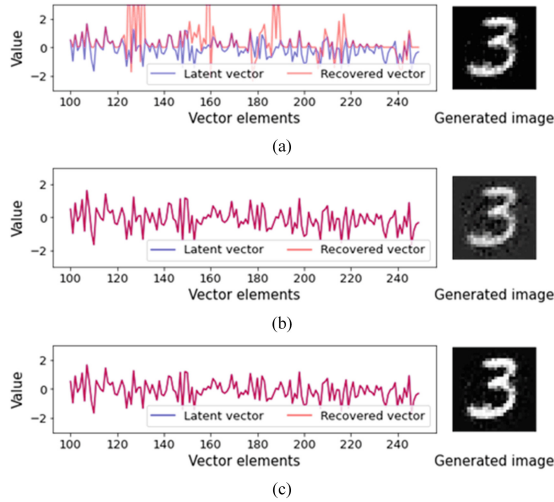 Value
2
0
−2
Latent vector
Recovered vector
100 120 140 160 180 200 220 240
Vector elements
Generated image
(a)
Value
2
0
−2
Latent vector
Recovered vector
100 120 140 160 180 200 220 240
Vector elements
Generated image
(b)
Value
2
0
−2
Latent vector
Recovered vector
100 120 140 160 180 200 220 240
Vector elements
Generated image
(c)
3
3
3